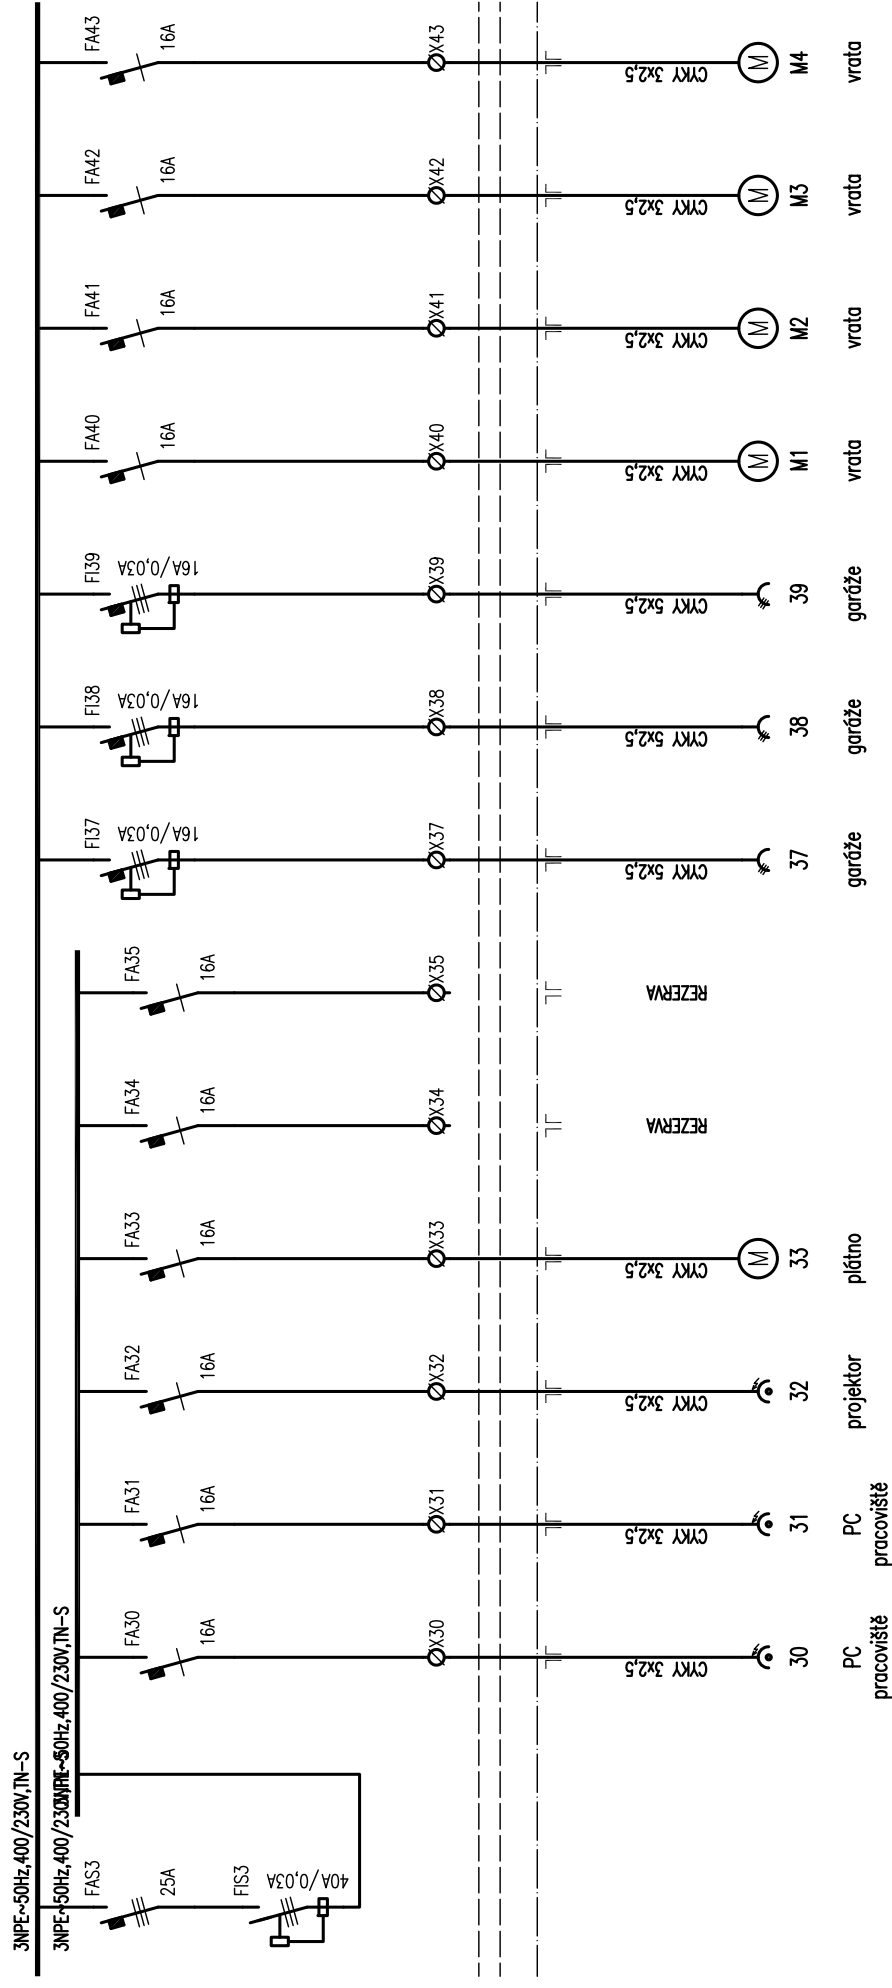 3NPE~50Hz,400/230V,TN-S
3NPE~50Hz,400/230V,TN-S
3NPE~50Hz,400/230V,TN-S
FAS3
25A
FIS3
40A/0,03A
FA30
16A
X30
CYKY 3x2,5
30
PC
pracoviště
FA31
16A
X31
CYKY 3x2,5
31
PC
pracoviště
FA32
16A
X32
CYKY 3x2,5
32
projektor
FA33
16A
X33
CYKY 3x2,5
M
33
plátno
FA34
16A
X34
REZERVA
FA35
16A
X35
REZERVA
FI37
16A/0,03A
X37
CYKY 5x2,5
37
garáže
FI38
16A/0,03A
X38
CYKY 5x2,5
38
garáže
FI39
16A/0,03A
X39
CYKY 5x2,5
39
garáže
FA40
16A
X40
CYKY 3x2,5
M
M1
vrata
FA41
16A
X41
CYKY 3x2,5
M
M2
vrata
FA42
16A
X42
CYKY 3x2,5
M
M3
vrata
FA43
16A
X43
CYKY 3x2,5
M
M4
vrata